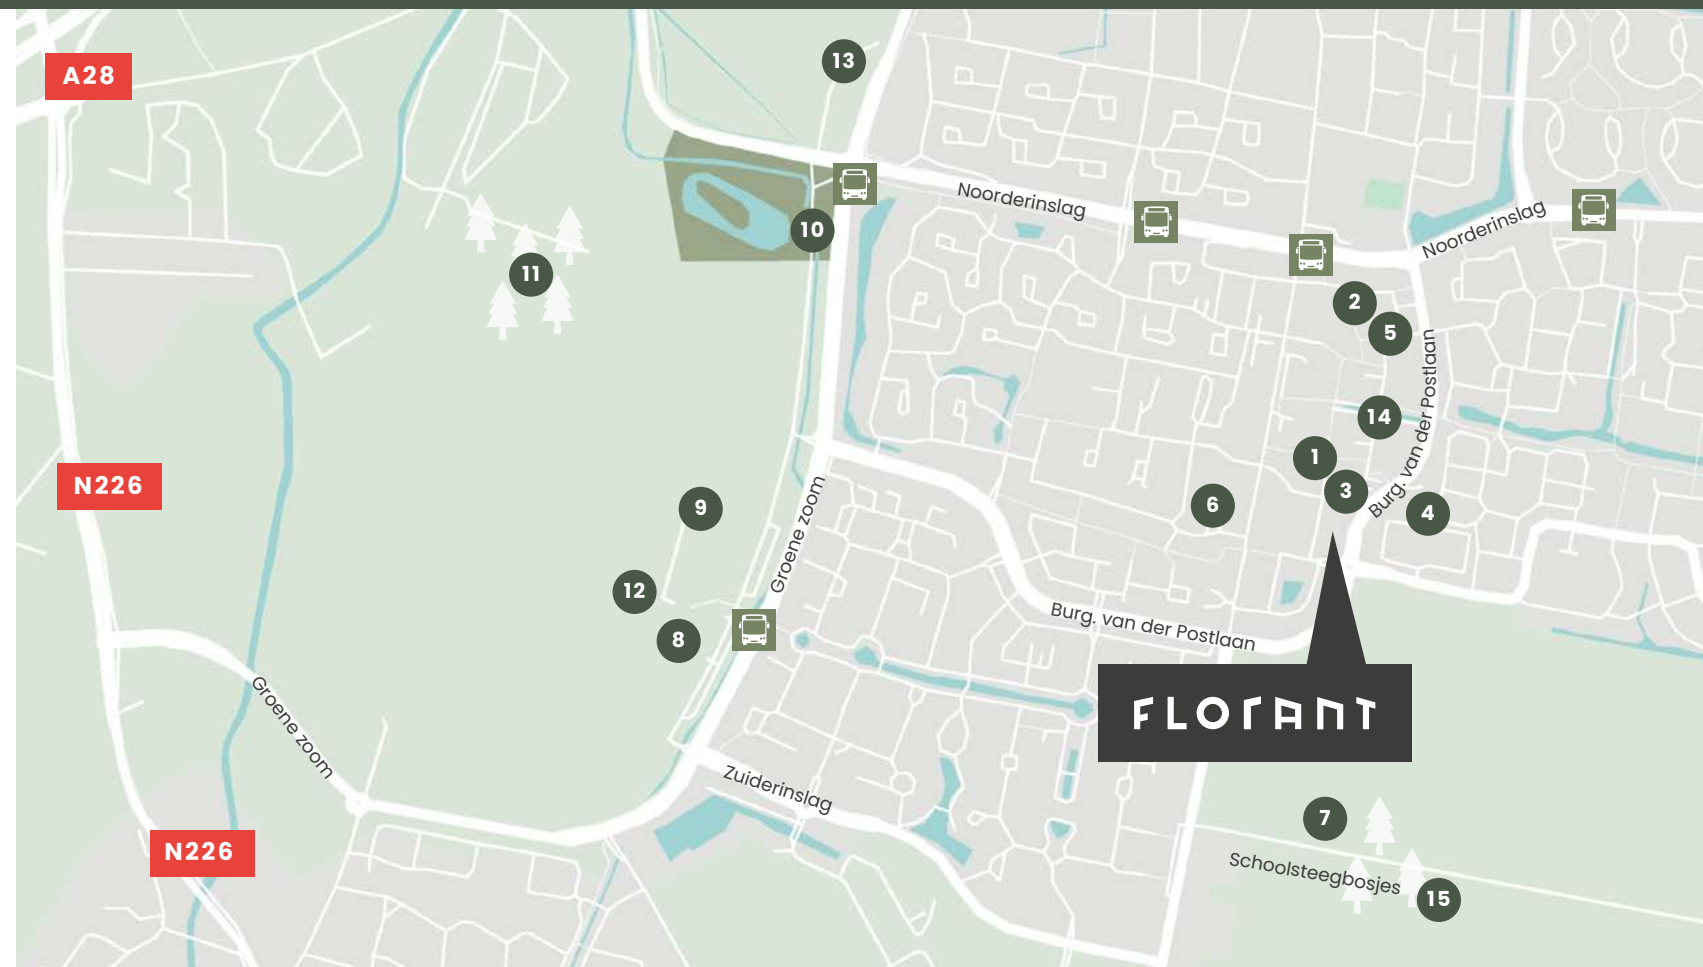 A28
13
Noorderinslag
Noorderinslag
10
11
2
5
Burg. van der Postlaan
14
1
N226
3
6
4
9
Groene zoom
12
8
Burg. van der Postlaan
FLORANT
Groene zoom
Zuiderinslag
7
N226
Schoolsteegbosjes
15